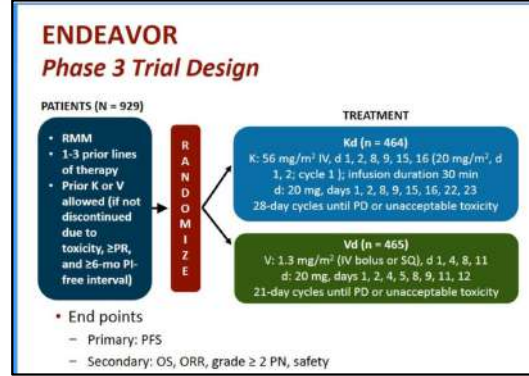 ENDEAVOR
Phase 3 Trial Design
PATIENTS (N = 929)
• RMM
• 1-3 prior lines
of therapy
• Prior K or V
allowed (if not
discontinued
due to
toxicity, ≥PR,
and ≥6-mo PI-
free interval)
RANDOMIZE
TREATMENT
Kd (n = 464)
K: 56 mg/m² IV, d 1, 2, 8, 9, 15, 16 (20 mg/m², d
1, 2; cycle 1 ); infusion duration 30 min
d: 20 mg, days 1, 2, 8, 9, 15, 16, 22, 23
28-day cycles until PD or unacceptable toxicity
Vd (n = 465)
V: 1.3 mg/m² (IV bolus or SQ), d 1, 4, 8, 11
d: 20 mg, days 1, 2, 4, 5, 8, 9, 11, 12
21-day cycles until PD or unacceptable toxicity
• End points
– Primary: PFS
– Secondary: OS, ORR, grade ≥ 2 PN, safety